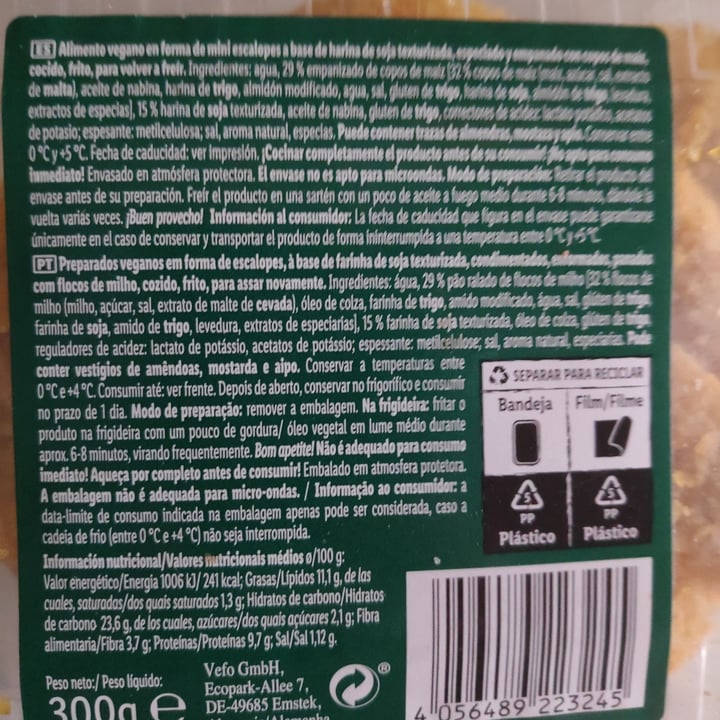 ES Alimento vegano en forma de mini escalopes a base de harina de soja texturizada, especiado y empanado con copos de maíz,
cocido, frito, para volver a freír. Ingredientes: agua, 29 % empanizado de copos de maíz [32 % copos de maíz (maíz, azúcar, sal, extracto
de malta), aceite de nabina, harina de trigo, almidón modificado, agua, sal, gluten de trigo, harina de soja, almidón de trigo, levadura,
extractos de especias], 15 % harina de soja texturizada, aceite de nabina, gluten de trigo, correctores de acidez: lactato potásico, acetato
de potasio; espesante: metilcelulosa; sal, aroma natural, especias. Puede contener trazas de almendras, mostaza y apio. Conservar entre
0 °C y +5 °C. Fecha de caducidad: ver impresión. ¡Cocinar completamente el producto antes de su consumo! ¡No apto para consumo
inmediato! Envasado en atmósfera protectora. El envase no es apto para microondas. Modo de preparación: Retirar el producto del
envase antes de su preparación. Freír el producto en una sartén con un poco de aceite a fuego medio durante 6-8 minutos, dándole la
vuelta varias veces. ¡Buen provecho! Información al consumidor: La fecha de caducidad que figura en el envase puede garantizarse
únicamente en el caso de conservar y transportar el producto de forma ininterrumpida a una temperatura entre 0 °C y +5 °C.
PT Preparados veganos em forma de escalopes, à base de farinha de soja texturizada, condimentados, enformados, panados
com flocos de milho, cozido, frito, para assar novamente. Ingredientes: água, 29 % pão ralado de flocos de milho [32 % flocos de
milho (milho, açúcar, sal, extrato de malte de cevada), óleo de colza, farinha de trigo, amido modificado, água, sal, glúten de trigo,
farinha de soja, amido de trigo, levedura, extratos de especiarias], 15 % farinha de soja texturizada, óleo de colza, glúten de trigo,
reguladores de acidez: lactato de potássio, acetatos de potássio; espessante: metilcelulose; sal, aroma natural, especiarias. Pode
conter vestígios de amêndoas, mostarda e aipo. Conservar a temperaturas entre
0 °C e +4 °C. Consumir até: ver frente. Depois de aberto, conservar no frigorífico e consumir
no prazo de 1 dia. Modo de preparação: remover a embalagem. Na frigideira: fritar o
produto na frigideira com um pouco de gordura/ óleo vegetal em lume médio durante
aprox. 6-8 minutos, virando frequentemente. Bom apetite! Não é adequado para consumo
imediato! Aqueça por completo antes de consumir! Embalado em atmosfera protetora.
A embalagem não é adequada para micro-ondas. / Informação ao consumidor: a
data-limite de consumo indicada na embalagem apenas pode ser considerada, caso a
cadeia de frio (entre 0 °C e +4 °C) não seja interrompida.
SEPARAR PARA RECICLAR
Bandeja Film/Filme
5 5
PP PP
Plástico Plástico
Información nutricional/Valores nutricionais médios ø/100 g:
Valor energético/Energia 1006 kJ/ 241 kcal; Grasas/Lípidos 11,1 g, de las
cuales, saturadas/dos quais saturados 1,3 g; Hidratos de carbono/Hidratos
de carbono 23,6 g, de los cuales, azúcares/dos quais açúcares 2,1 g; Fibra
alimentaria/Fibra 3,7 g; Proteínas/Proteínas 9,7 g; Sal/Sal 1,12 g.
Peso neto:/ Peso líquido:
300g e
Vefo GmbH,
Ecopark-Allee 7,
DE-49685 Emstek,
Alemania/Alemanha
®
4 056489 223245